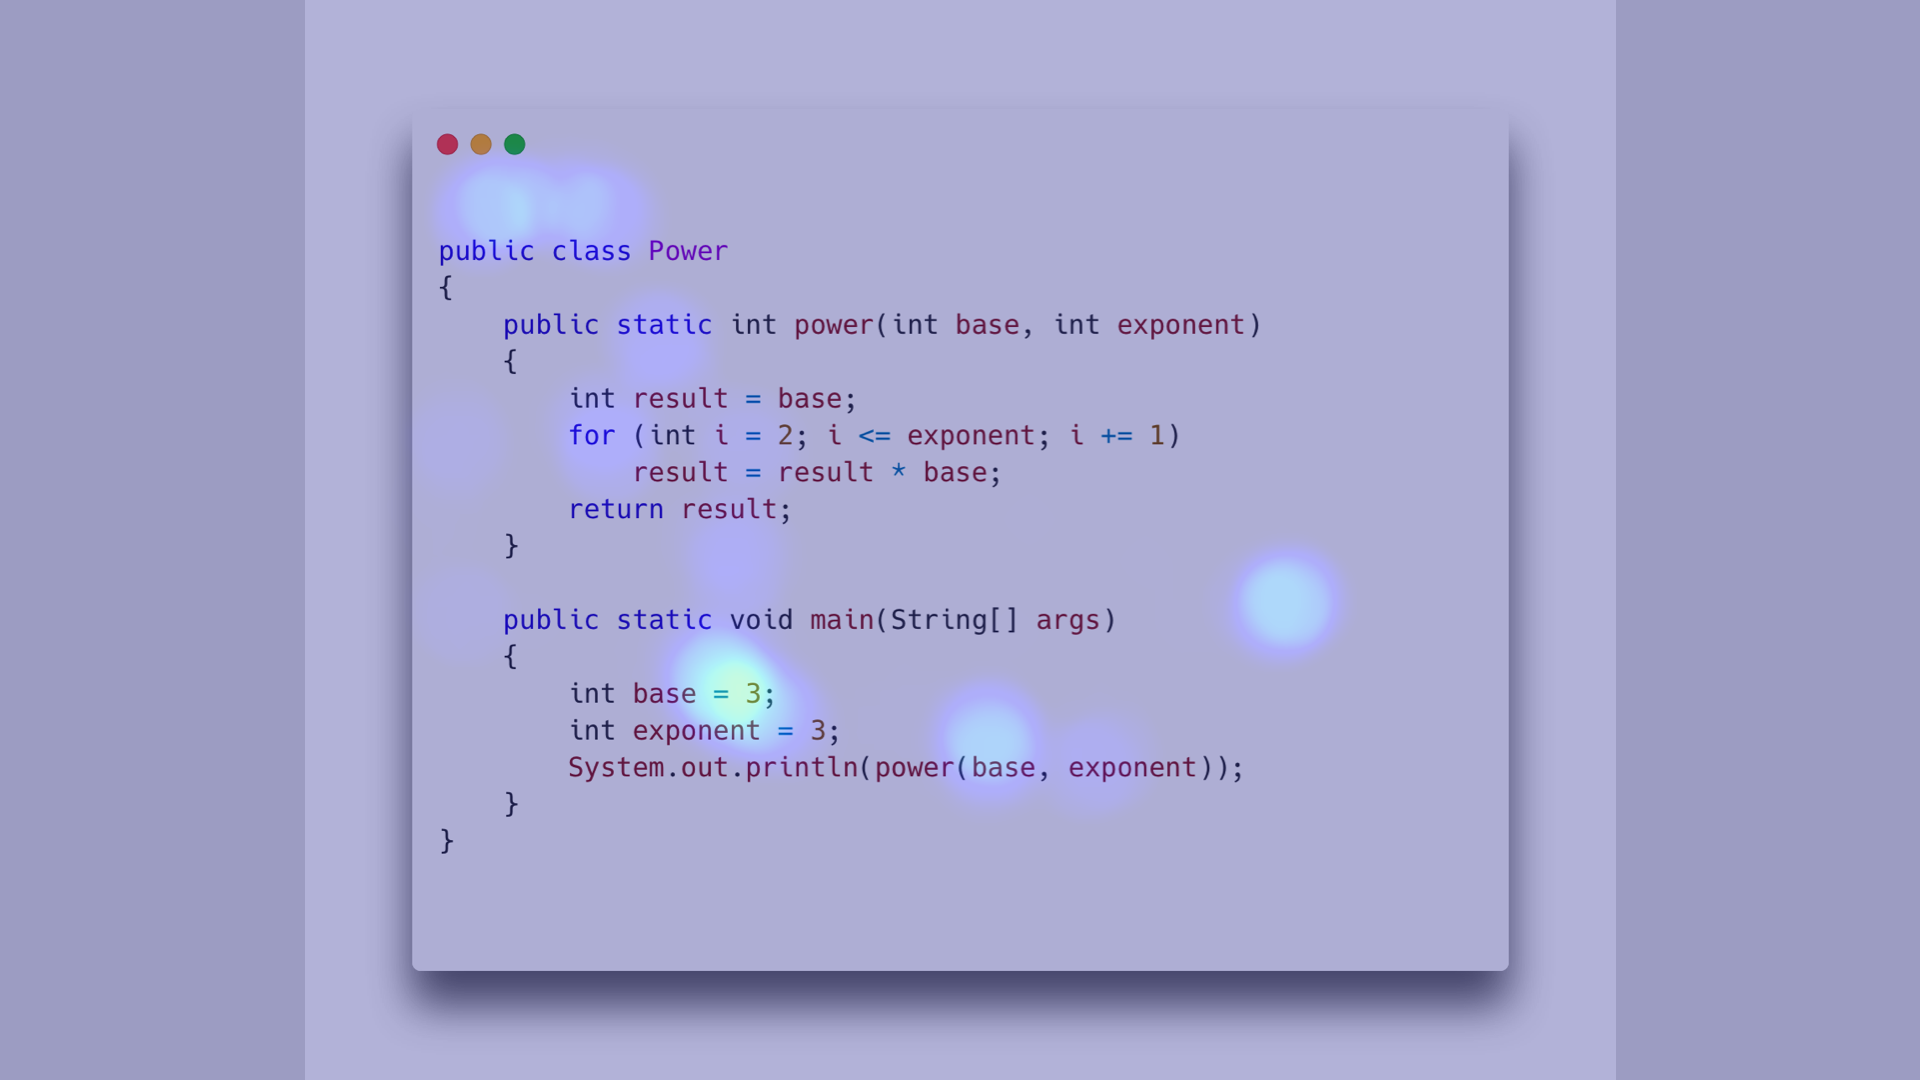 public class Power
{
    public static int power(int base, int exponent)
    {
        int result = base;
        for (int i = 2; i <= exponent; i += 1)
            result = result * base;
        return result;
    }

    public static void main(String[] args)
    {
        int base = 3;
        int exponent = 3;
        System.out.println(power(base, exponent));
    }
}